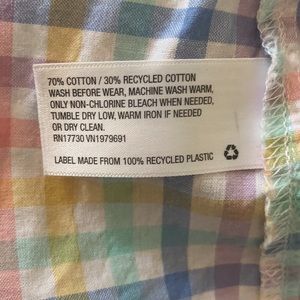 70% COTTON / 30% RECYCLED COTTON
WASH BEFORE WEAR, MACHINE WASH WARM,
ONLY NON-CHLORINE BLEACH WHEN NEEDED,
TUMBLE DRY LOW, WARM IRON IF NEEDED
OR DRY CLEAN.
RN17730 VN1979691
LABEL MADE FROM 100% RECYCLED PLASTIC